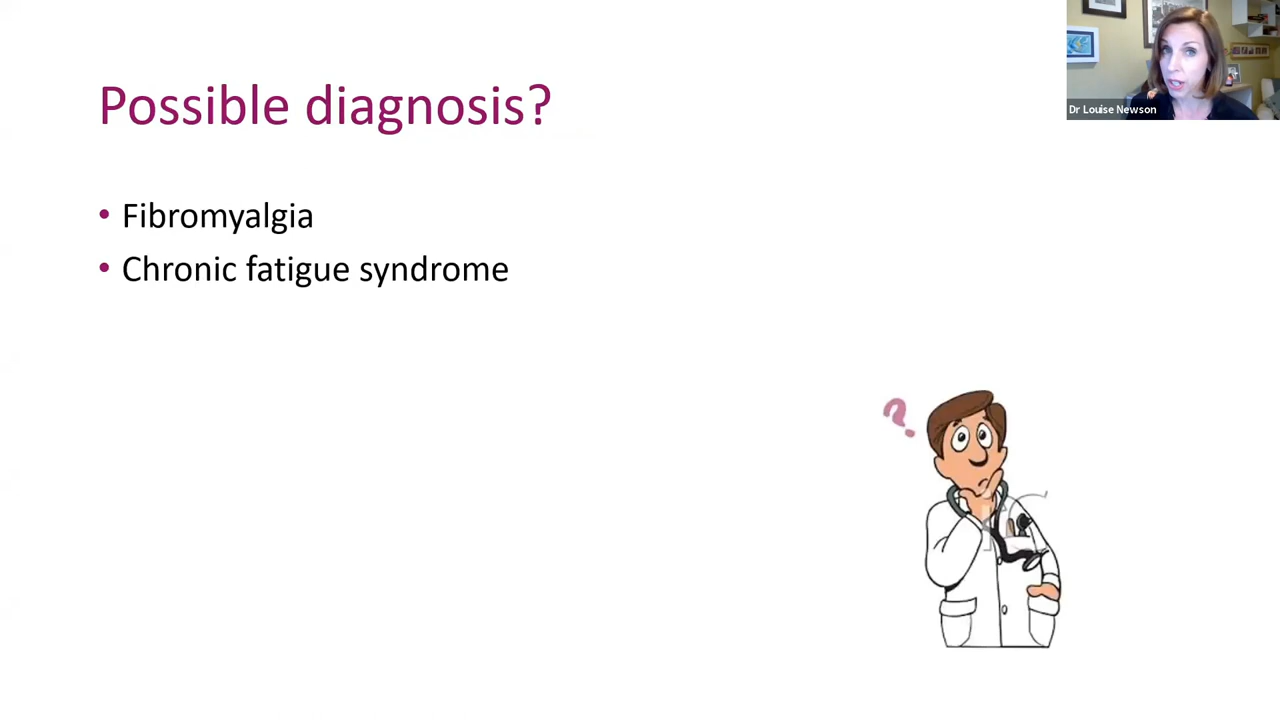 Dr Louise Newson
Possible diagnosis?
• Fibromyalgia
• Chronic fatigue syndrome
?